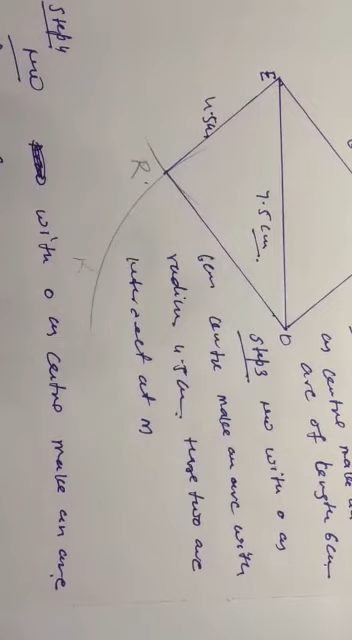 as centre make
arc of length 6cm
Step3 now with O as
centre make an arc with
radius 4.5cm. these two arc
intersect at M
E
4.5cm
7.5cm.
6cm
O
R
K
Step4
now with O as centre make an arc